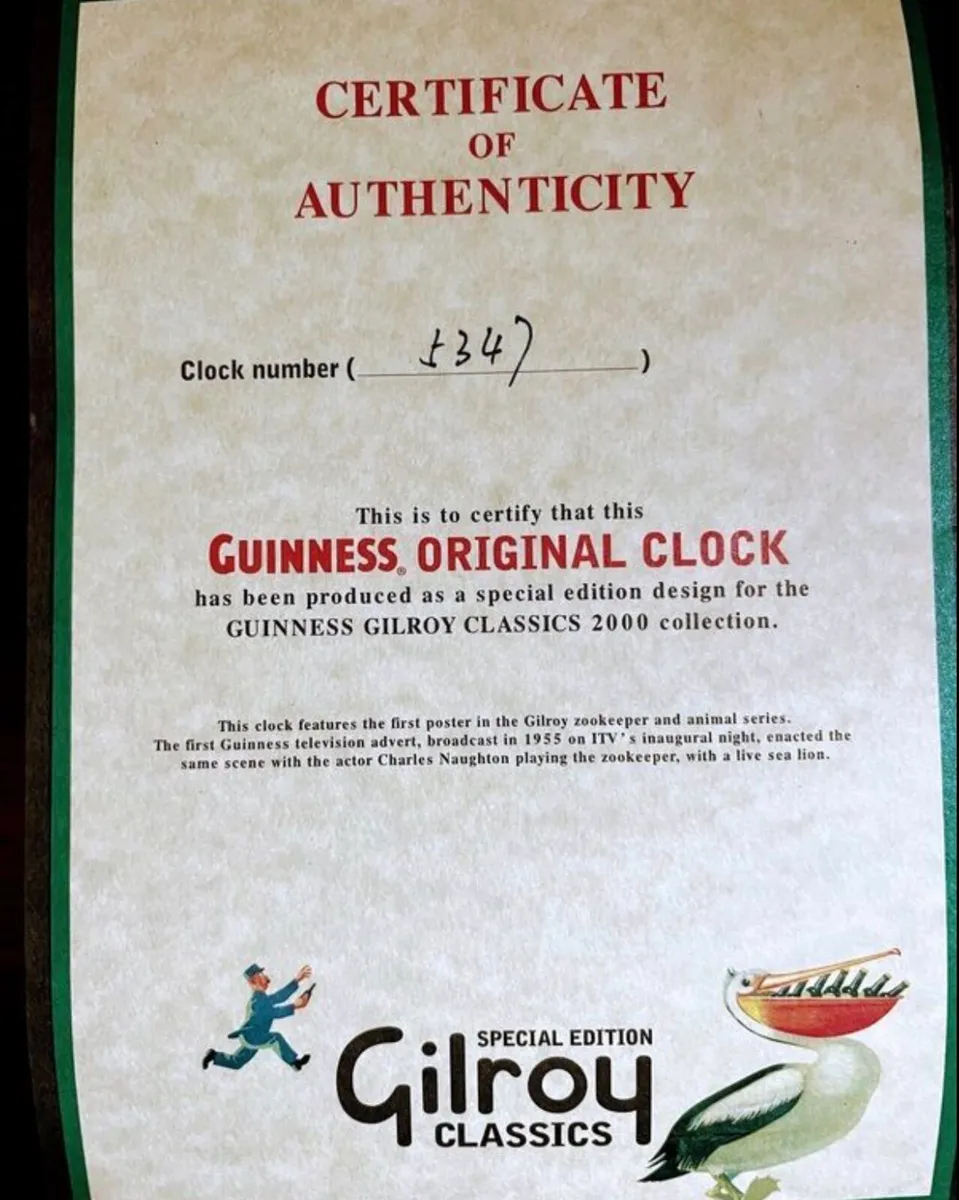 CERTIFICATE
OF
AUTHENTICITY
Clock number ( 5347 )
This is to certify that this
GUINNESS® ORIGINAL CLOCK
has been produced as a special edition design for the
GUINNESS GILROY CLASSICS 2000 collection.
This clock features the first poster in the Gilroy zookeeper and animal series.
The first Guinness television advert, broadcast in 1955 on ITV's inaugural night, enacted the
same scene with the actor Charles Naughton playing the zookeeper, with a live sea lion.
SPECIAL EDITION
Gilroy
CLASSICS